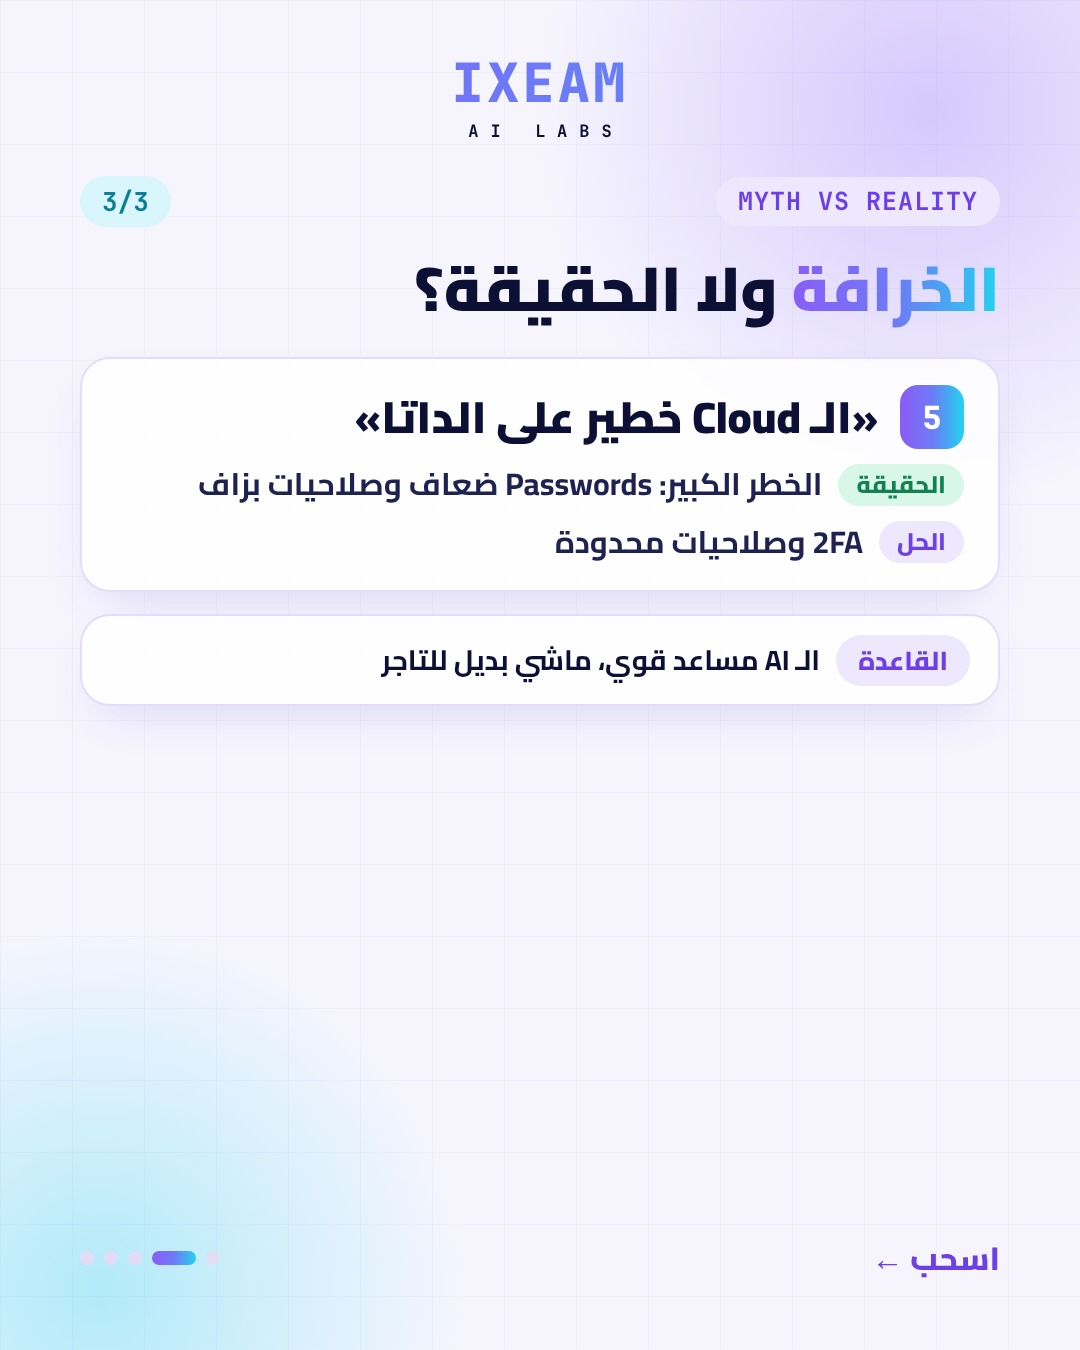 IXEAM
AI LABS
MYTH VS REALITY
3/3
الخرافة ولا الحقيقة؟
5
«الـ Cloud خطير على الداتا»
الحقيقة الخطر الكبير: Passwords ضعاف وصلاحيات بزاف
الحل 2FA وصلاحيات محدودة
القاعدة الـ AI مساعد قوي، ماشي بديل للتاجر
اسحب ←